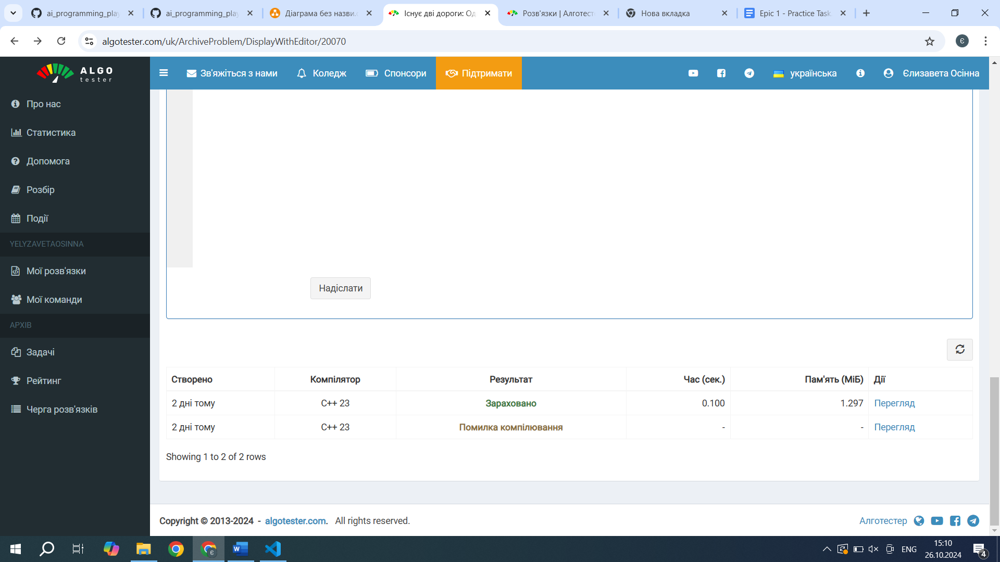 ai_programming_play
ai_programming_play
Діаграма без назви.
Існує дві дороги: Од
Розв'язки | Алготест
Нова вкладка
Epic 1 - Practice Task
algotester.com/uk/ArchiveProblem/DisplayWithEditor/20070
є
ALGO
tester
Зв'яжіться з нами
Коледж
Спонсори
Підтримати
українська
Єлизавета Осінна
Про нас
Статистика
Допомога
Розбір
Події
YELYZAVETAOSINNA
Мої розв'язки
Мої команди
АРХІВ
Задачі
Рейтинг
Черга розв'язків
Надіслати
Створено Компілятор Результат Час (сек.) Пам'ять (МіБ) Дії
2 дні тому C++ 23 Зараховано 0.100 1.297 Перегляд
2 дні тому C++ 23 Помилка компілювання - - Перегляд
Showing 1 to 2 of 2 rows
Copyright © 2013-2024 - algotester.com. All rights reserved.
Алготестер
ENG
15:10
26.10.2024
4